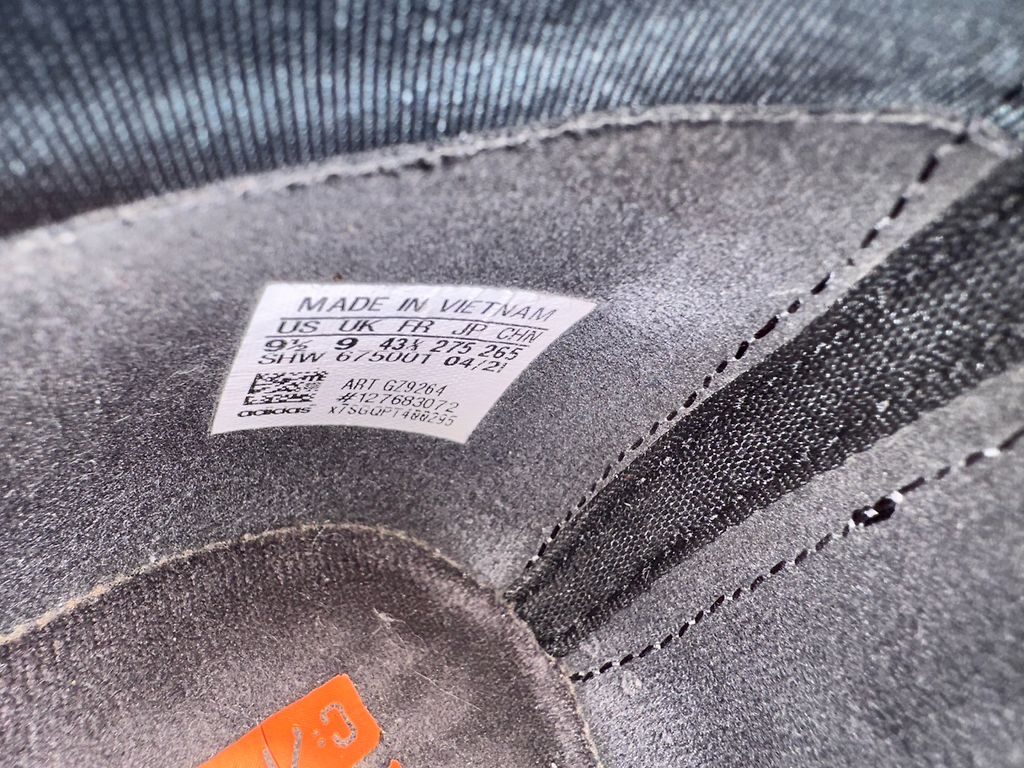 MADE IN VIETNAM
US UK FR JP CHN
9½ 9 43⅓ 275 265
SHW 675001 04/21
ART GZ9264
#127683072
adidas X7SGQPT480295